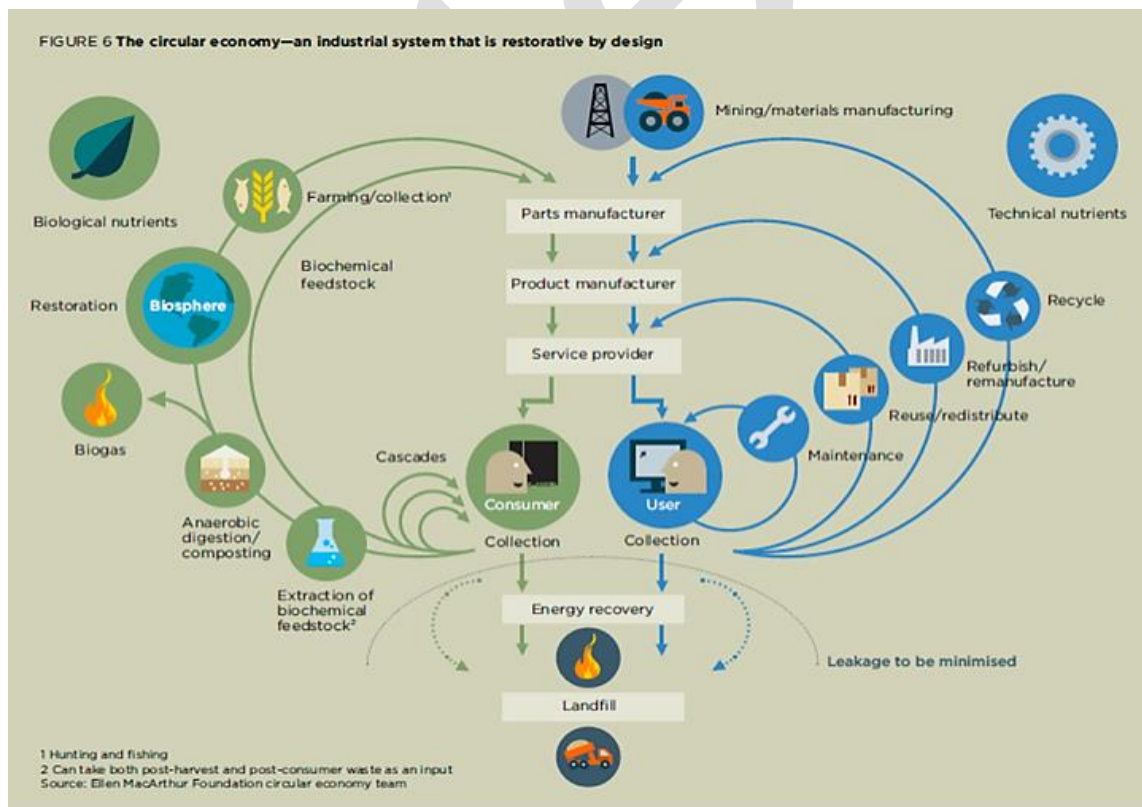 FIGURE 6 The circular economy—an industrial system that is restorative by design
Mining/materials manufacturing
Biological nutrients
Technical nutrients
Farming/collection¹
Parts manufacturer
Biochemical
feedstock
Product manufacturer
Restoration
Biosphere
Recycle
Service provider
Refurbish/
remanufacture
Biogas
Reuse/redistribute
Cascades
Maintenance
Consumer
User
Anaerobic
digestion/
composting
Collection
Collection
Extraction of
biochemical
feedstock²
Energy recovery
Leakage to be minimised
Landfill
1 Hunting and fishing
2 Can take both post-harvest and post-consumer waste as an input
Source: Ellen MacArthur Foundation circular economy team